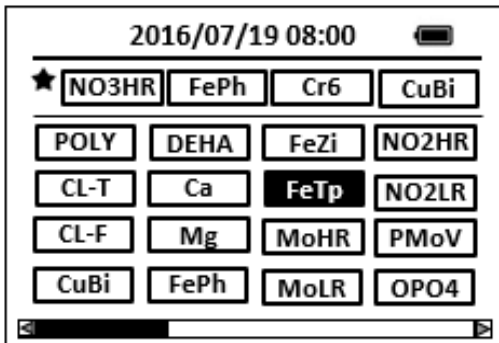 2016/07/19 08:00
NO3HR FePh Cr6 CuBi
POLY DEHA FeZi NO2HR
CL-T Ca FeTp NO2LR
CL-F Mg MoHR PMoV
CuBi FePh MoLR OPO4